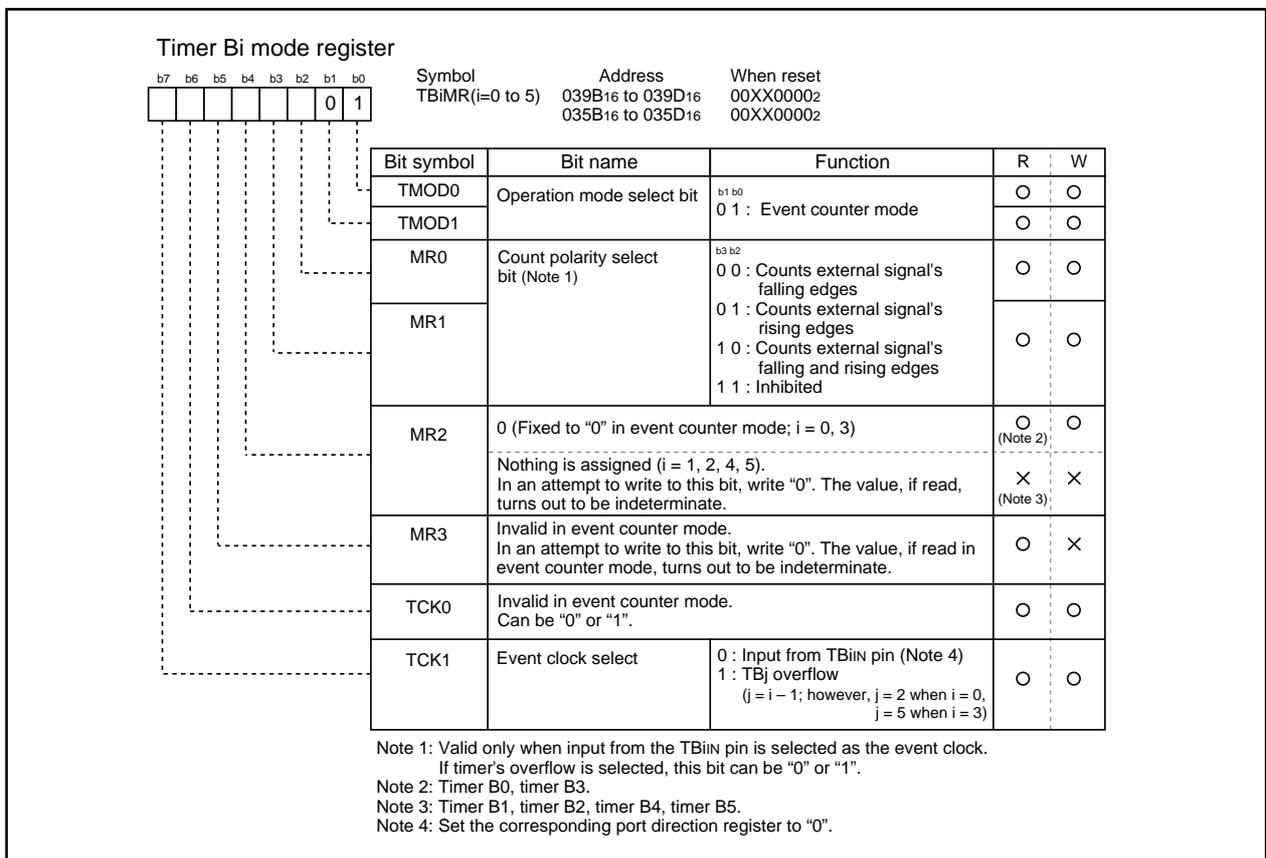 Timer Bi mode register
b7 b6 b5 b4 b3 b2 b1 b0
0 1
Symbol Address When reset
TBiMR(i=0 to 5) 039B16 to 039D16 00XX00002
035B16 to 035D16 00XX00002
Bit symbol Bit name Function R W
TMOD0 Operation mode select bit b1 b0
0 1 : Event counter mode
TMOD1
MR0 Count polarity select
bit (Note 1)
b3 b2
0 0 : Counts external signal's
falling edges
0 1 : Counts external signal's
rising edges
MR1
1 0 : Counts external signal's
falling and rising edges
1 1 : Inhibited
MR2 0 (Fixed to “0” in event counter mode; i = 0, 3)
(Note 2)
Nothing is assigned (i = 1, 2, 4, 5).
In an attempt to write to this bit, write “0”. The value, if read,
turns out to be indeterminate.
(Note 3)
MR3 Invalid in event counter mode.
In an attempt to write to this bit, write “0”. The value, if read in
event counter mode, turns out to be indeterminate.
TCK0 Invalid in event counter mode.
Can be “0” or “1”.
TCK1 Event clock select 0 : Input from TBiIN pin (Note 4)
1 : TBj overflow
(j = i – 1; however, j = 2 when i = 0,
j = 5 when i = 3)
Note 1: Valid only when input from the TBiIN pin is selected as the event clock.
If timer's overflow is selected, this bit can be “0” or “1”.
Note 2: Timer B0, timer B3.
Note 3: Timer B1, timer B2, timer B4, timer B5.
Note 4: Set the corresponding port direction register to “0”.